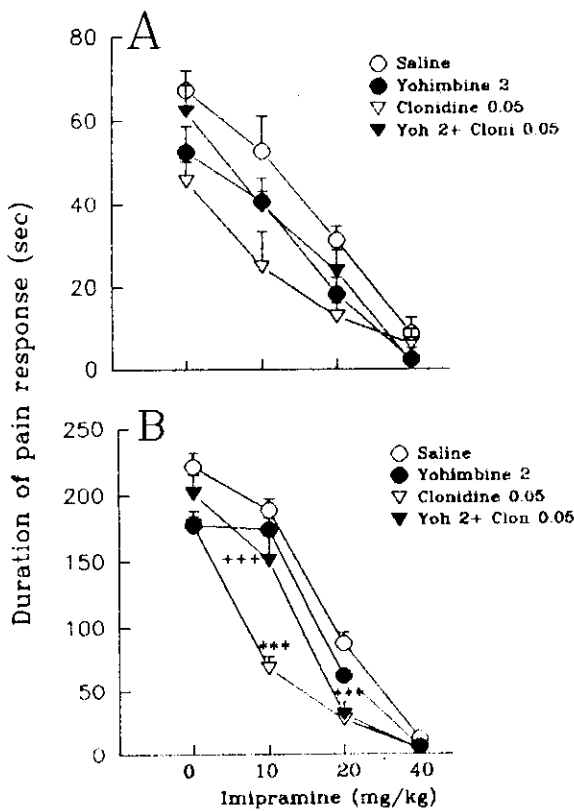 A
Saline
Yohimbine 2
Clonidine 0.05
Yoh 2+ Cloni 0.05
80
60
40
20
0
Duration of pain response (sec)
B
Saline
Yohimbine 2
Clonidine 0.05
Yoh 2+ Clon 0.05
250
200
150
100
50
0
+++
***
***
0 10 20 40
Imipramine (mg/kg)